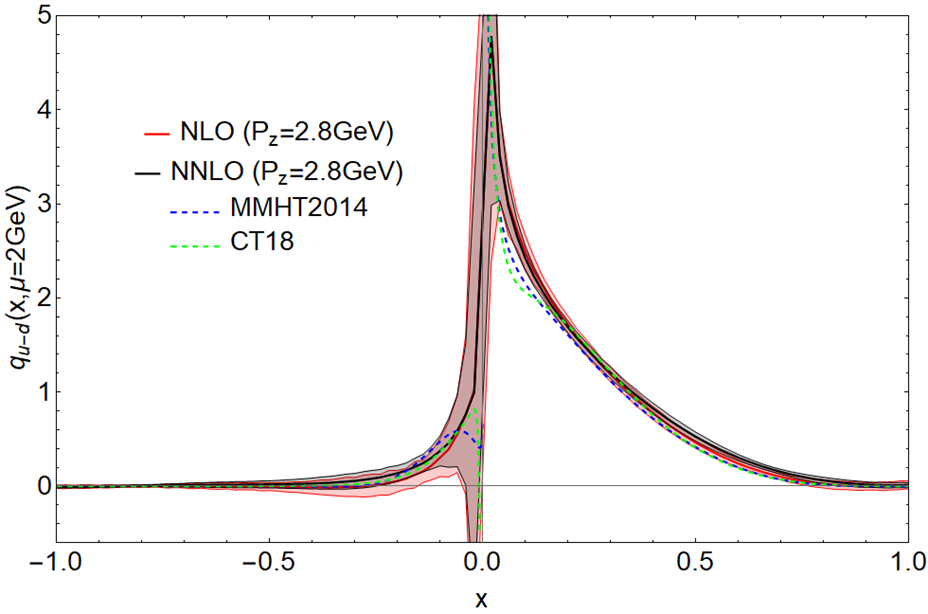 5
4
3
2
1
0
q_{u-d}(x,μ=2GeV)
NLO (P_z=2.8GeV)
NNLO (P_z=2.8GeV)
MMHT2014
CT18
−1.0 −0.5 0.0 0.5 1.0
x